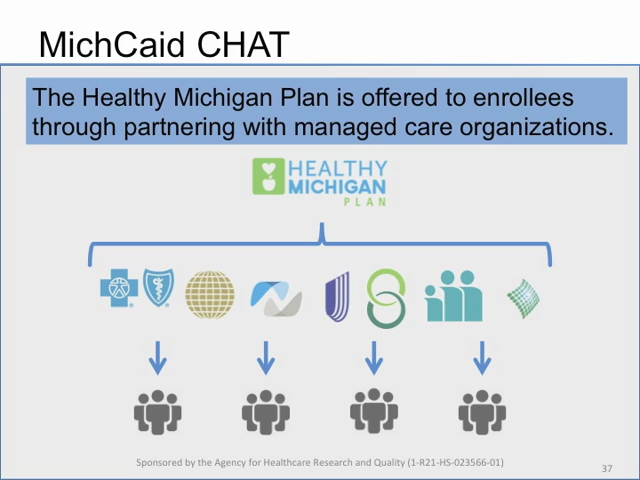 MichCaid CHAT
The Healthy Michigan Plan is offered to enrollees
through partnering with managed care organizations.
HEALTHY
MICHIGAN
PLAN
Sponsored by the Agency for Healthcare Research and Quality (1-R21-HS-023566-01)
37